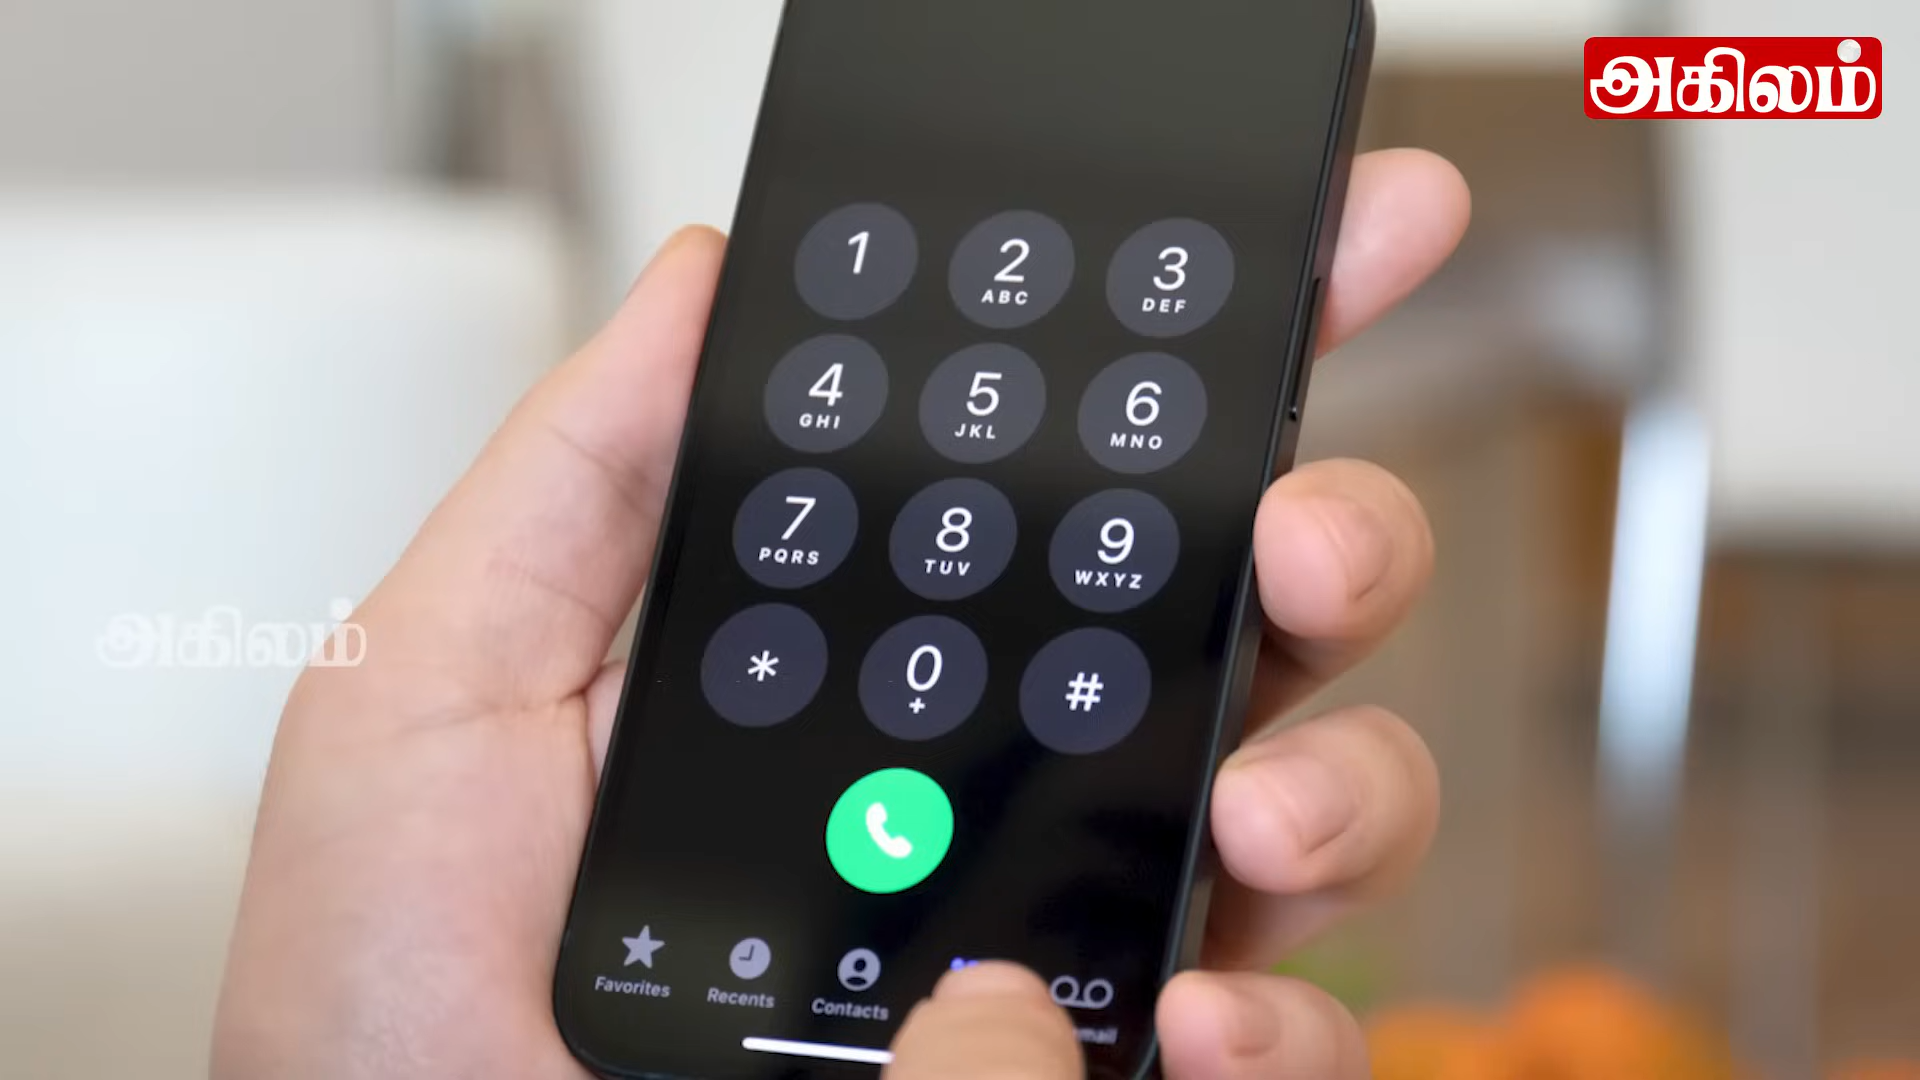 அகிலம்
1
2
ABC
3
DEF
4
GHI
5
JKL
6
MNO
7
PQRS
8
TUV
9
WXYZ
*
0
+
#
அகிலம்
Favorites
Recents
Contacts